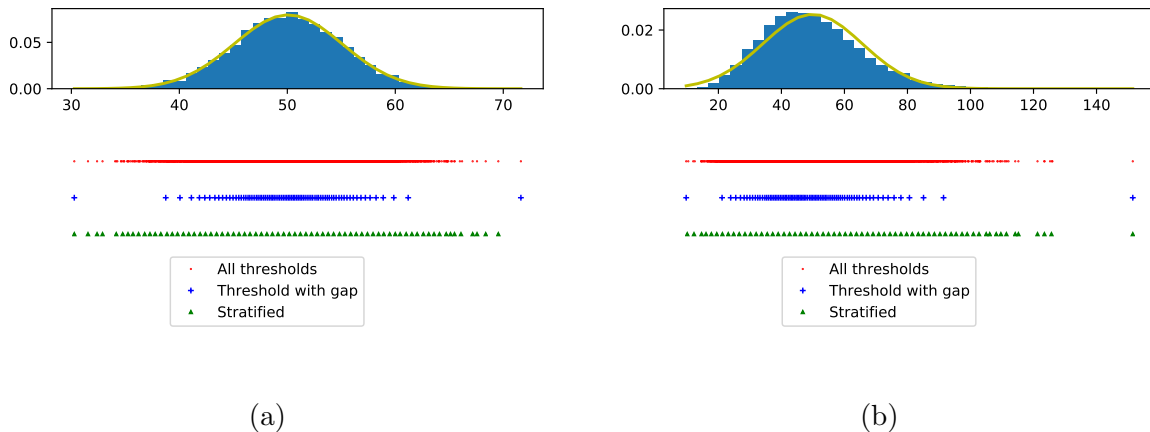 0.05
0.00
30 40 50 60 70
All thresholds
Threshold with gap
Stratified
(a)
0.02
0.00
20 40 60 80 100 120 140
All thresholds
Threshold with gap
Stratified
(b)